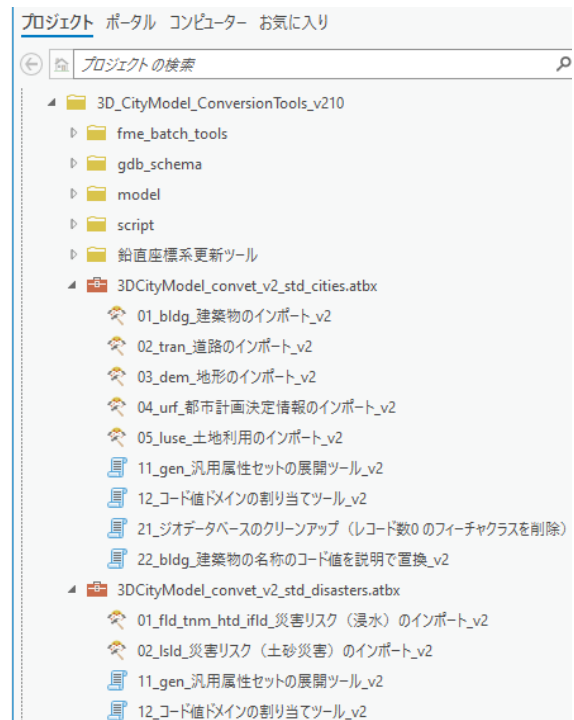 プロジェクト ポータル コンピューター お気に入り
プロジェクトの検索
3D_CityModel_ConversionTools_v210
fme_batch_tools
gdb_schema
model
script
鉛直座標系更新ツール
3DCityModel_convet_v2_std_cities.atbx
01_bldg_建築物のインポート_v2
02_tran_道路のインポート_v2
03_dem_地形のインポート_v2
04_urf_都市計画決定情報のインポート_v2
05_luse_土地利用のインポート_v2
11_gen_汎用属性セットの展開ツール_v2
12_コード値ドメインの割り当てツール_v2
21_ジオデータベースのクリーンアップ（レコード数0 のフィーチャクラスを削除）
22_bldg_建築物の名称のコード値を説明で置換_v2
3DCityModel_convet_v2_std_disasters.atbx
01_fld_tnm_htd_ifld_災害リスク（浸水）のインポート_v2
02_lsld_災害リスク（土砂災害）のインポート_v2
11_gen_汎用属性セットの展開ツール_v2
12_コード値ドメインの割り当てツール_v2